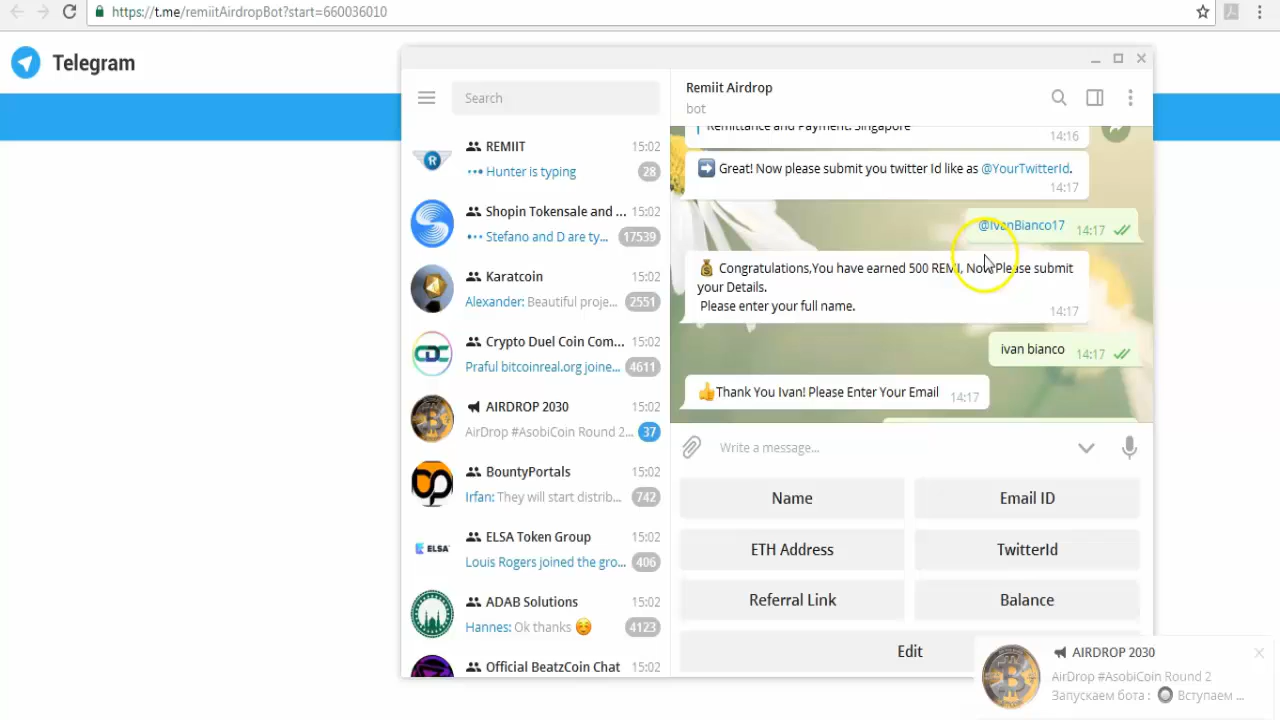 https://t.me/remiitAirdropBot?start=660036010
Telegram
Search
REMIIT 15:02
Hunter is typing 28
Shopin Tokensale and ... 15:02
Stefano and D are ty... 17539
Karatcoin 15:02
Alexander: Beautiful proje... 2551
Crypto Duel Coin Com... 15:02
Praful bitcoinreal.org joine... 4611
AIRDROP 2030 15:02
AirDrop #AsobiCoin Round 2... 37
BountyPortals 15:02
Irfan: They will start distrib... 742
ELSA
ELSA Token Group 15:02
Louis Rogers joined the gro... 406
ADAB Solutions 15:02
Hannes: Ok thanks 😊 4123
Official BeatzCoin Chat 15:02
Remiit Airdrop
bot
Remittance and Payment. Singapore
14:16
➡ Great! Now please submit you twitter Id like as @YourTwitterId.
14:17
@IvanBianco17 14:17
💰 Congratulations,You have earned 500 REMI, Now Please submit
your Details.
Please enter your full name.
14:17
ivan bianco 14:17
👍Thank You Ivan! Please Enter Your Email 14:17
Write a message...
Name Email ID
ETH Address TwitterId
Referral Link Balance
Edit
AIRDROP 2030
AirDrop #AsobiCoin Round 2
Запускаем бота : Вступаем ...